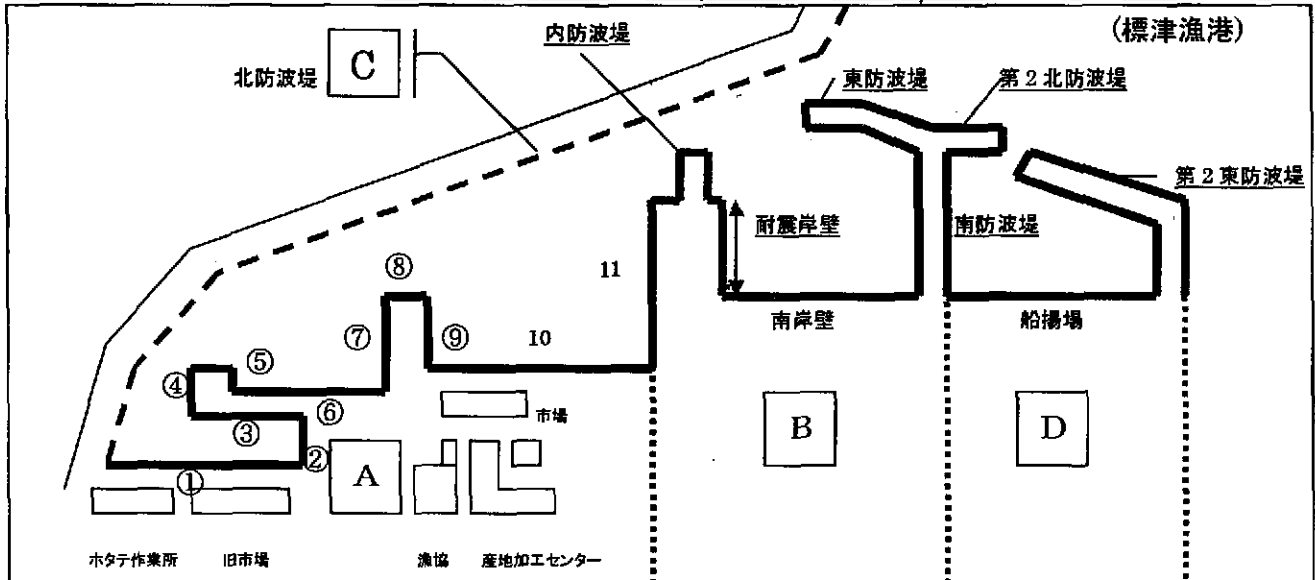 (標津漁港)
内防波堤
北防波堤
C
東防波堤
第2北防波堤
第2東防波堤
耐震岸壁
南防波堤
⑧
11
南岸壁
船揚場
⑦
⑨
10
⑤
④
⑥
市場
③
②
A
B
D
①
ホタテ作業所
旧市場
漁協
産地加工センター